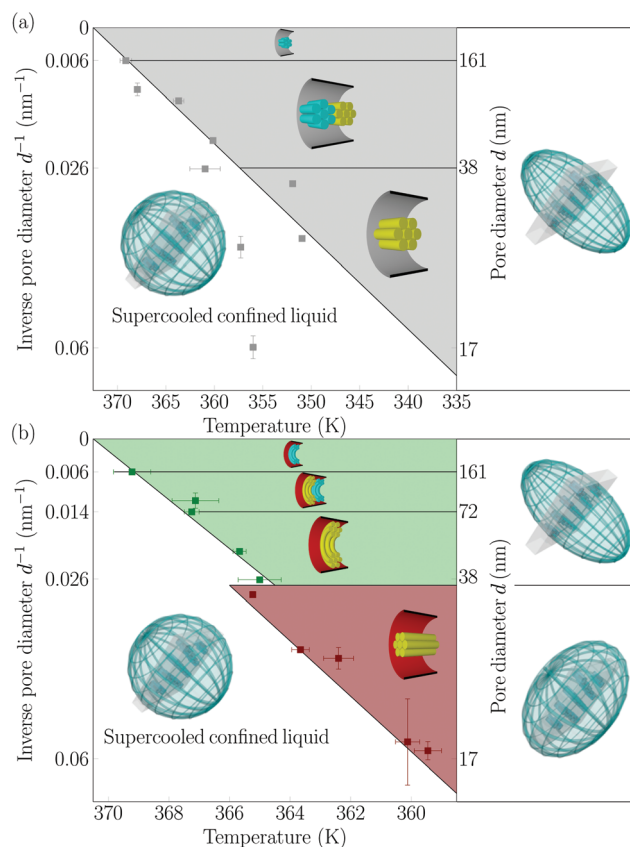 (a)
0
0.006
0.026
0.06
Inverse pore diameter d⁻¹ (nm⁻¹)
161
38
17
Pore diameter d (nm)
Supercooled confined liquid
370 365 360 355 350 345 340 335
Temperature (K)
(b)
0
0.006
0.014
0.026
0.06
Inverse pore diameter d⁻¹ (nm⁻¹)
161
72
38
17
Pore diameter d (nm)
Supercooled confined liquid
370 368 366 364 362 360
Temperature (K)